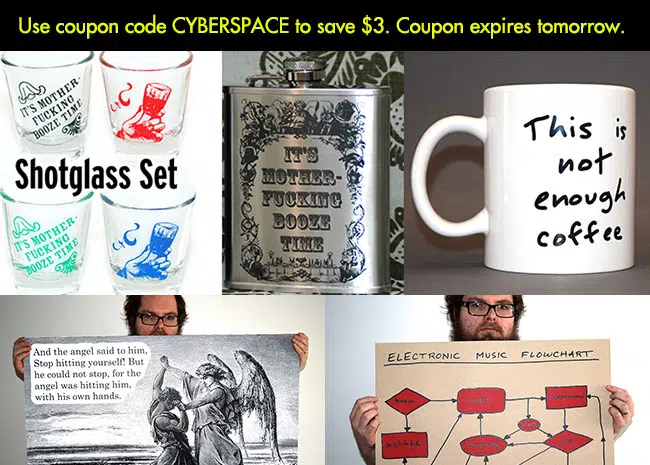 Use coupon code CYBERSPACE to save $3. Coupon expires tomorrow.
IT'S MOTHER-
FUCKING
BOOZE TIME
Shotglass Set
IT'S MOTHER-
FUCKING
BOOZE TIME
IT'S
MOTHER-
FUCKING
BOOZE
TIME
This is
not
enough
coffee
And the angel said to him,
Stop hitting yourself! But
he could not stop, for the
angel was hitting him,
with his own hands.
ELECTRONIC MUSIC FLOWCHART